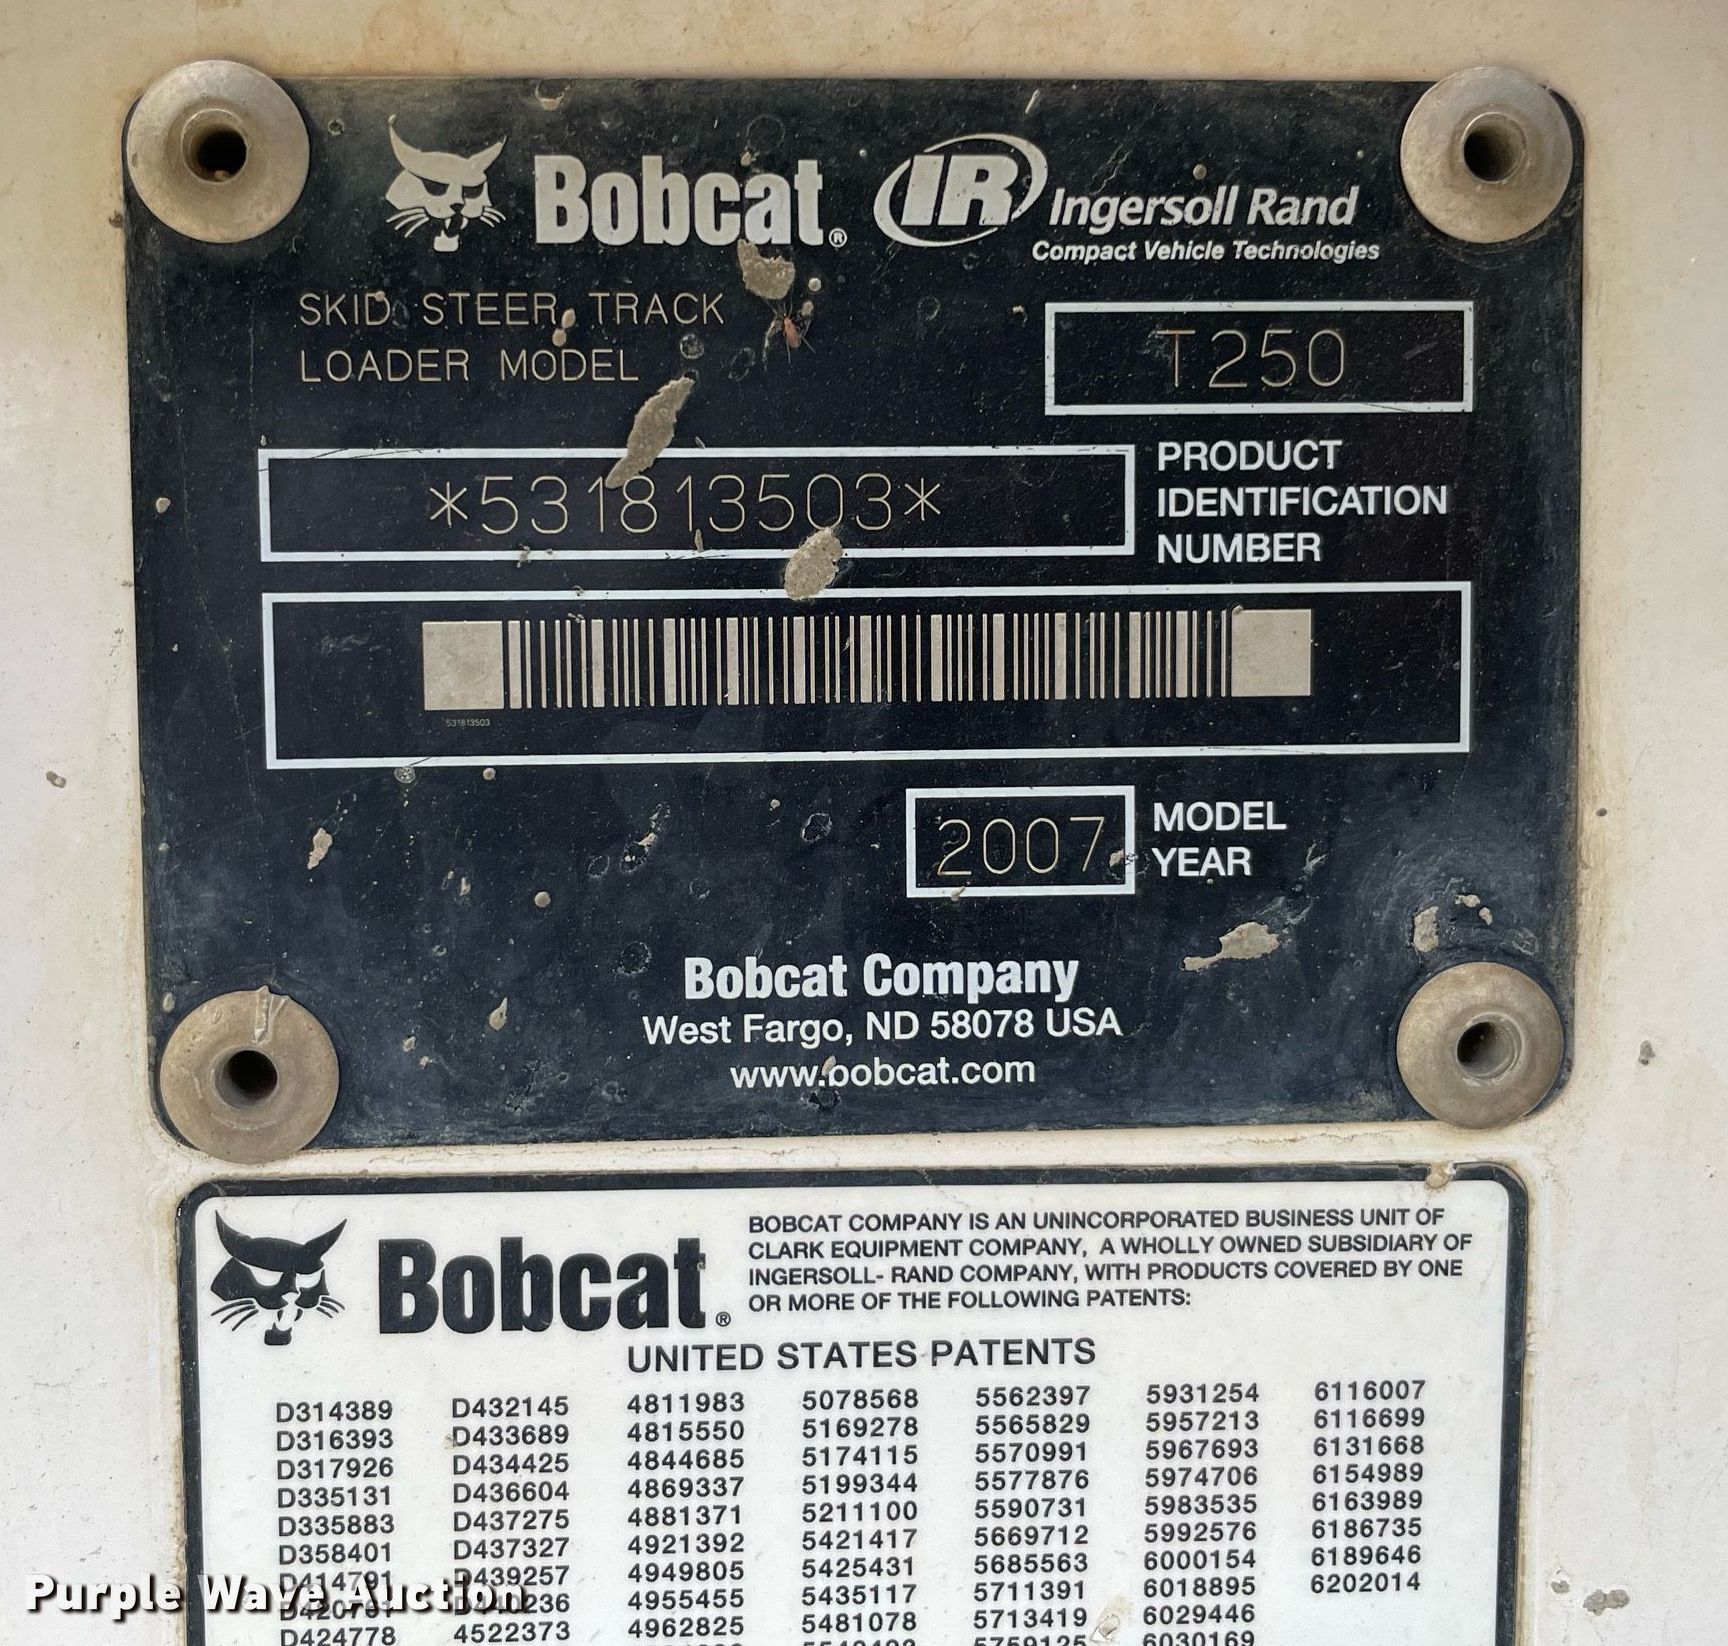 Bobcat® IR Ingersoll Rand
Compact Vehicle Technologies
SKID STEER TRACK
LOADER MODEL
T250
*531813503*
PRODUCT
IDENTIFICATION
NUMBER
531813503
2007
MODEL
YEAR
Bobcat Company
West Fargo, ND 58078 USA
www.bobcat.com
Bobcat®
BOBCAT COMPANY IS AN UNINCORPORATED BUSINESS UNIT OF
CLARK EQUIPMENT COMPANY, A WHOLLY OWNED SUBSIDIARY OF
INGERSOLL- RAND COMPANY, WITH PRODUCTS COVERED BY ONE
OR MORE OF THE FOLLOWING PATENTS:
UNITED STATES PATENTS
D314389 D432145 4811983 5078568 5562397 5931254 6116007
D316393 D433689 4815550 5169278 5565829 5957213 6116699
D317926 D434425 4844685 5174115 5570991 5967693 6131668
D335131 D436604 4869337 5199344 5577876 5974706 6154989
D335883 D437275 4881371 5211100 5590731 5983535 6163989
D358401 D437327 4921392 5421417 5669712 5992576 6186735
D414791 D439257 4949805 5425431 5685563 6000154 6189646
4955455 5435117 5711391 6018895 6202014
D424778 4522373 4962825 5481078 5713419 6029446
5759125 6030169
Purple Wave Auction